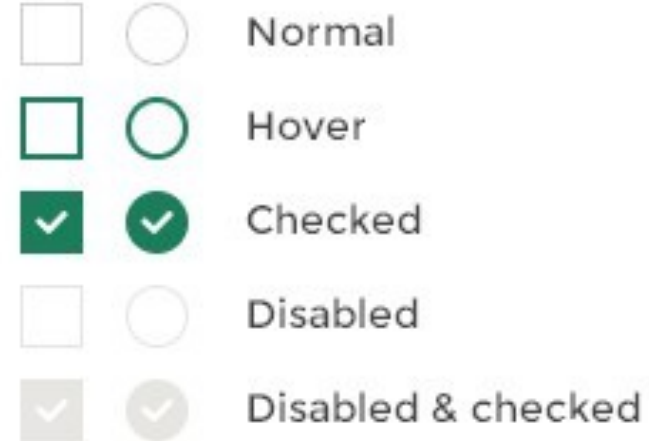 Normal
Hover
Checked
Disabled
Disabled & checked